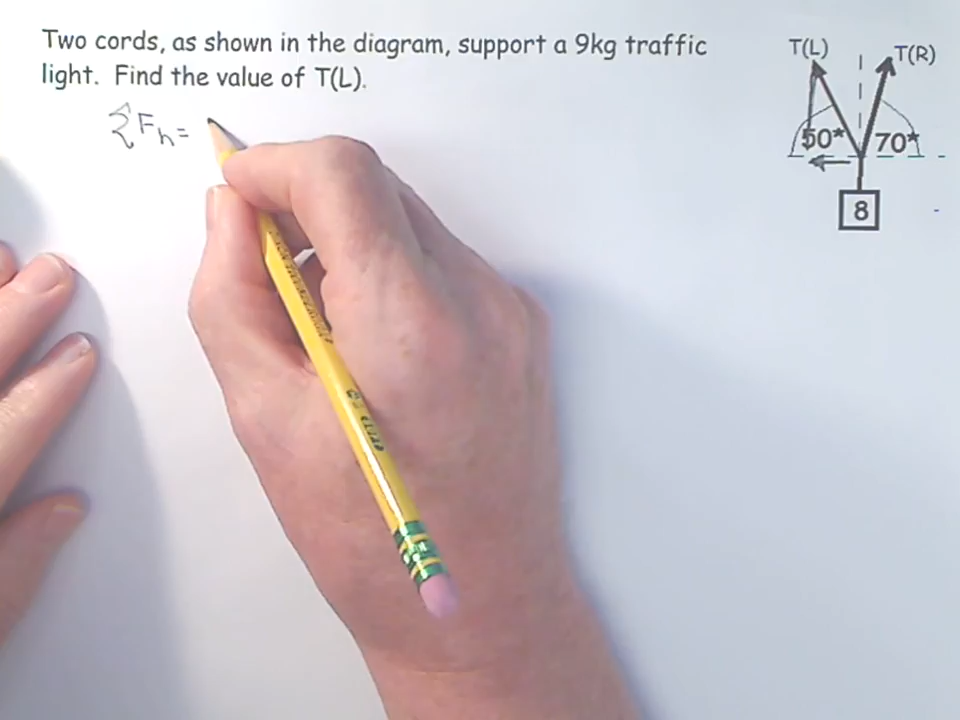 Two cords, as shown in the diagram, support a 9kg traffic
light. Find the value of T(L).
ΣFh=
T(L)
T(R)
50*
70*
8